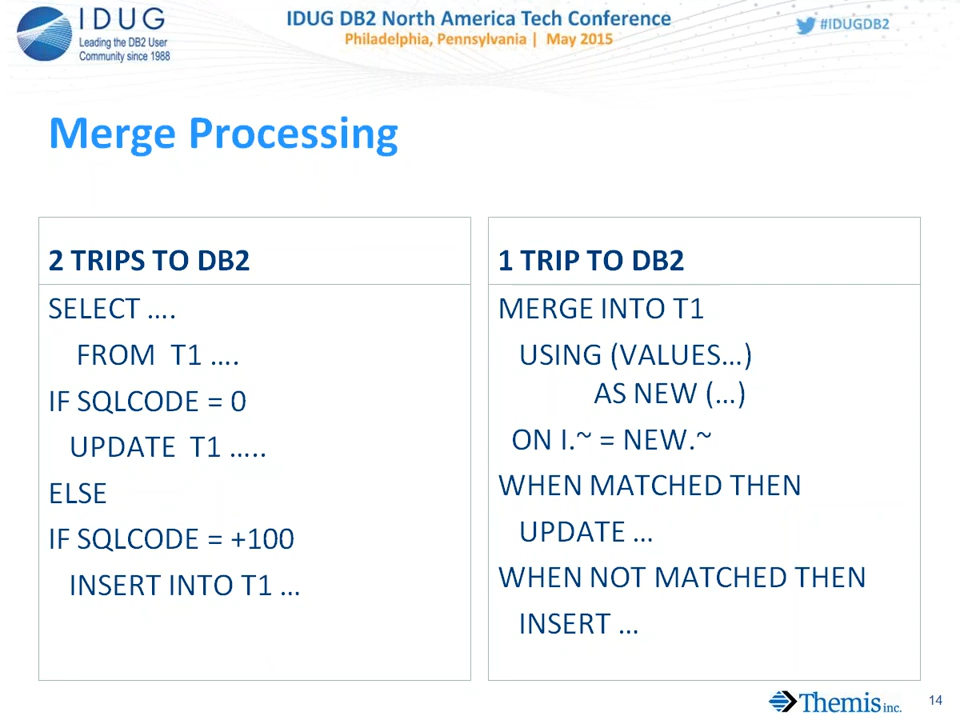 IDUG
Leading the DB2 User
Community since 1988
IDUG DB2 North America Tech Conference
Philadelphia, Pennsylvania | May 2015
#IDUGDB2
Merge Processing
2 TRIPS TO DB2
SELECT ….
FROM T1 ….
IF SQLCODE = 0
UPDATE T1 …..
ELSE
IF SQLCODE = +100
INSERT INTO T1 …
1 TRIP TO DB2
MERGE INTO T1
USING (VALUES…)
AS NEW (…)
ON I.~ = NEW.~
WHEN MATCHED THEN
UPDATE …
WHEN NOT MATCHED THEN
INSERT …
Themis inc.
14